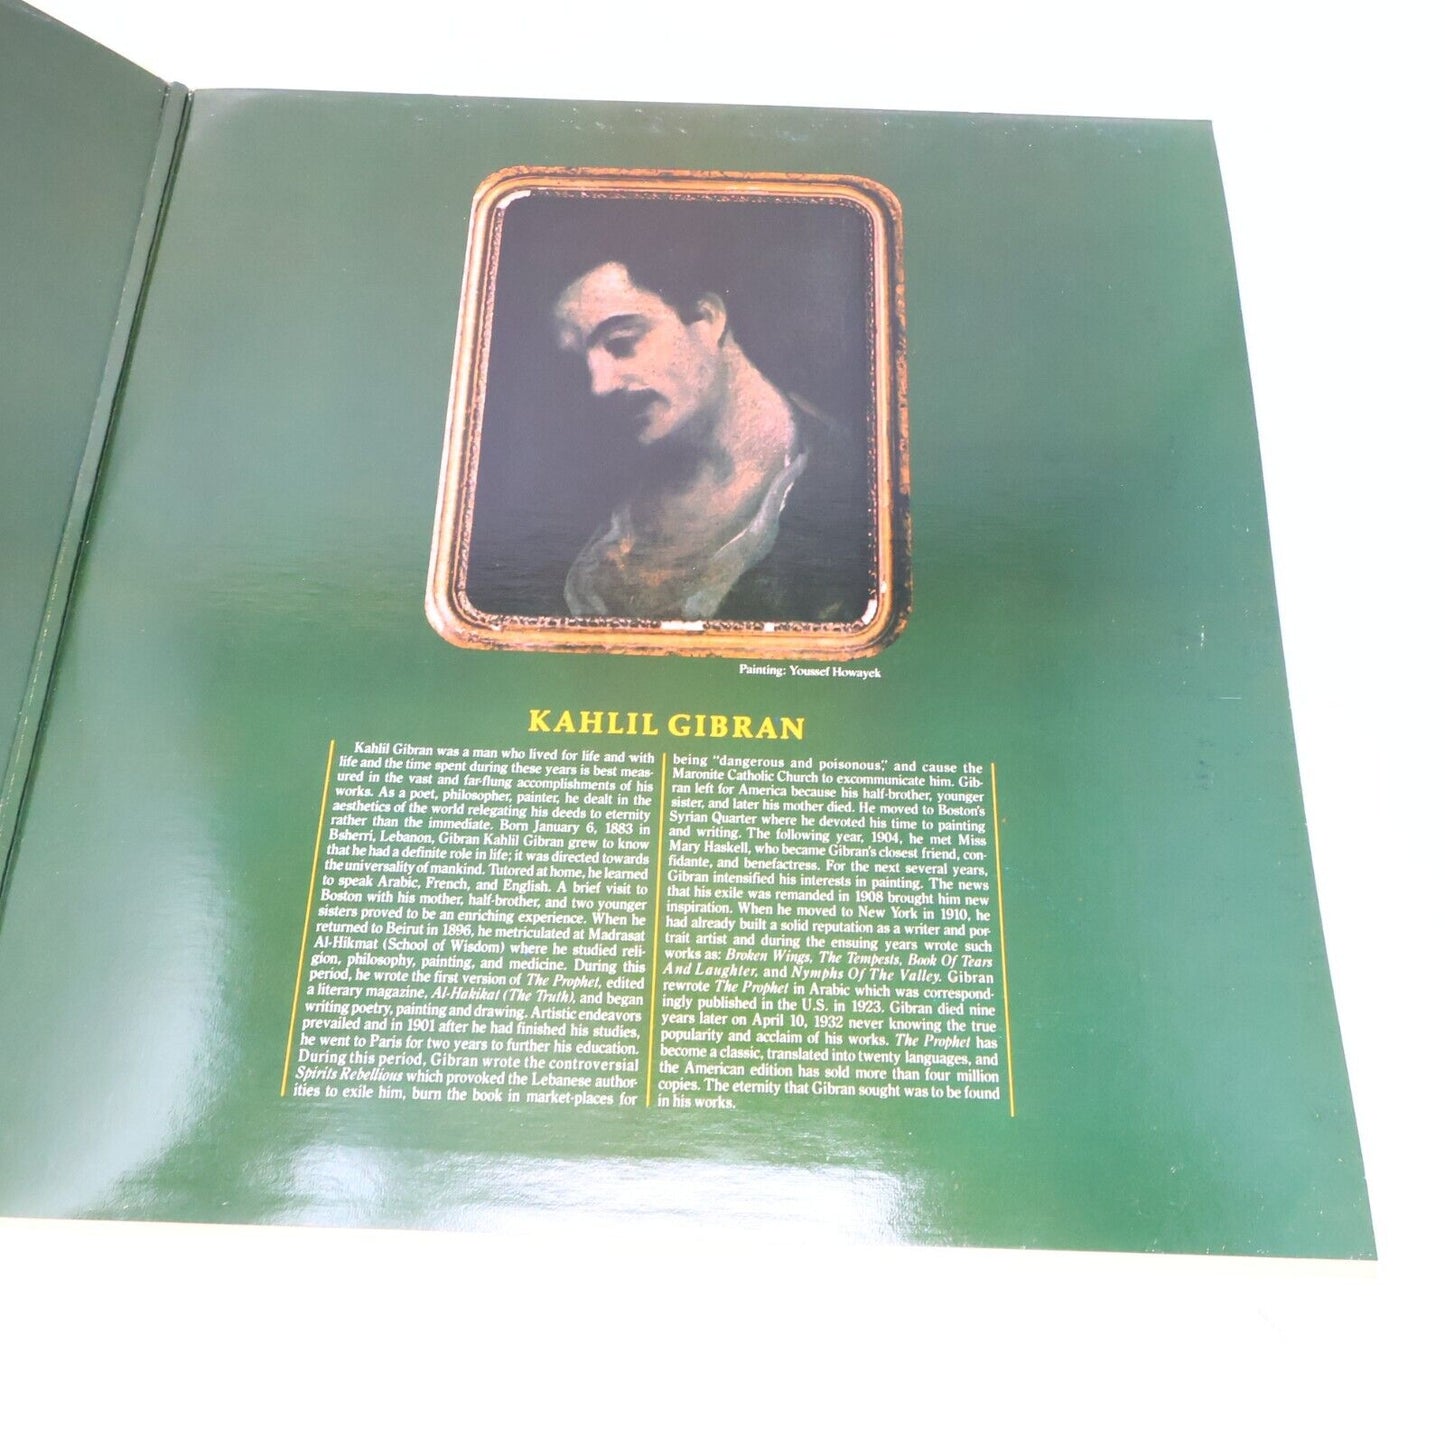 Painting: Youssef Howayek
KAHLIL GIBRAN
Kahlil Gibran was a man who lived for life and with
life and the time spent during these years is best meas-
ured in the vast and far-flung accomplishments of his
works. As a poet, philosopher, painter, he dealt in the
aesthetics of the world relegating his deeds to eternity
rather than the immediate. Born January 6, 1883 in
Bsherri, Lebanon, Gibran Kahlil Gibran grew to know
that he had a definite role in life; it was directed towards
the universality of mankind. Tutored at home, he learned
to speak Arabic, French, and English. A brief visit to
Boston with his mother, half-brother, and two younger
sisters proved to be an enriching experience. When he
returned to Beirut in 1896, he metriculated at Madrasat
Al-Hikmat (School of Wisdom) where he studied reli-
gion, philosophy, painting, and medicine. During this
period, he wrote the first version of The Prophet, edited
a literary magazine, Al-Hakikat (The Truth), and began
writing poetry, painting and drawing. Artistic endeavors
prevailed and in 1901 after he had finished his studies,
he went to Paris for two years to further his education.
During this period, Gibran wrote the controversial
Spirits Rebellious which provoked the Lebanese author-
ities to exile him, burn the book in market-places for
being "dangerous and poisonous," and cause the
Maronite Catholic Church to excommunicate him. Gib-
ran left for America because his half-brother, younger
sister, and later his mother died. He moved to Boston's
Syrian Quarter where he devoted his time to painting
and writing. The following year, 1904, he met Miss
Mary Haskell, who became Gibran's closest friend, con-
fidante, and benefactress. For the next several years,
Gibran intensified his interests in painting. The news
that his exile was remanded in 1908 brought him new
inspiration. When he moved to New York in 1910, he
had already built a solid reputation as a writer and por-
trait artist and during the ensuing years wrote such
works as: Broken Wings, The Tempests, Book Of Tears
And Laughter, and Nymphs Of The Valley. Gibran
rewrote The Prophet in Arabic which was correspond-
ingly published in the U.S. in 1923. Gibran died nine
years later on April 10, 1932 never knowing the true
popularity and acclaim of his works. The Prophet has
become a classic, translated into twenty languages, and
the American edition has sold more than four million
copies. The eternity that Gibran sought was to be found
in his works.